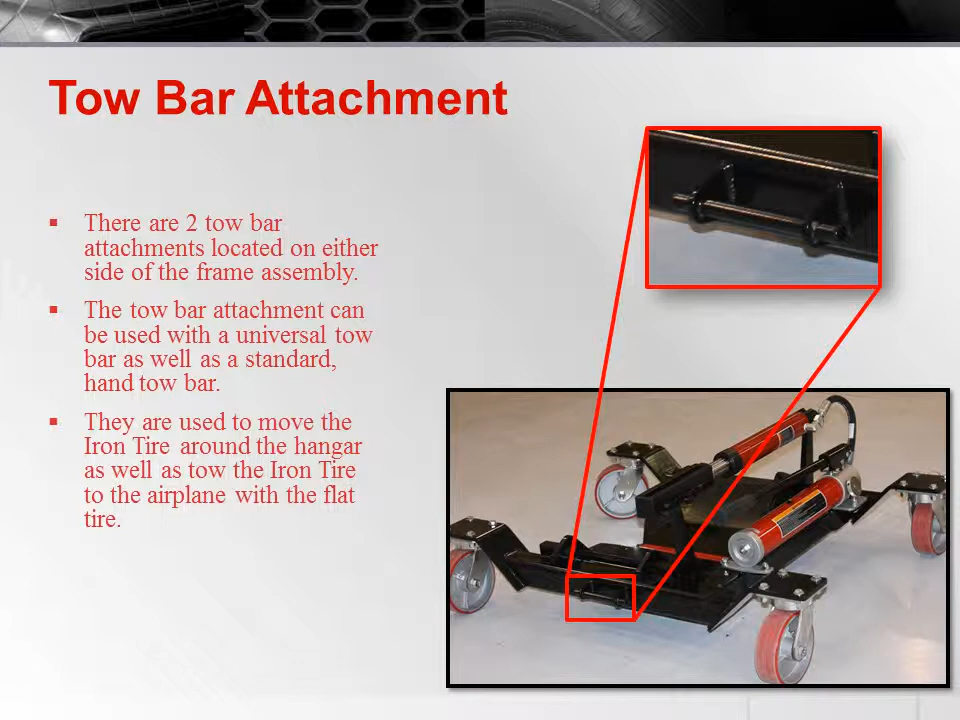 Tow Bar Attachment
There are 2 tow bar
attachments located on either
side of the frame assembly.
The tow bar attachment can
be used with a universal tow
bar as well as a standard,
hand tow bar.
They are used to move the
Iron Tire around the hangar
as well as tow the Iron Tire
to the airplane with the flat
tire.